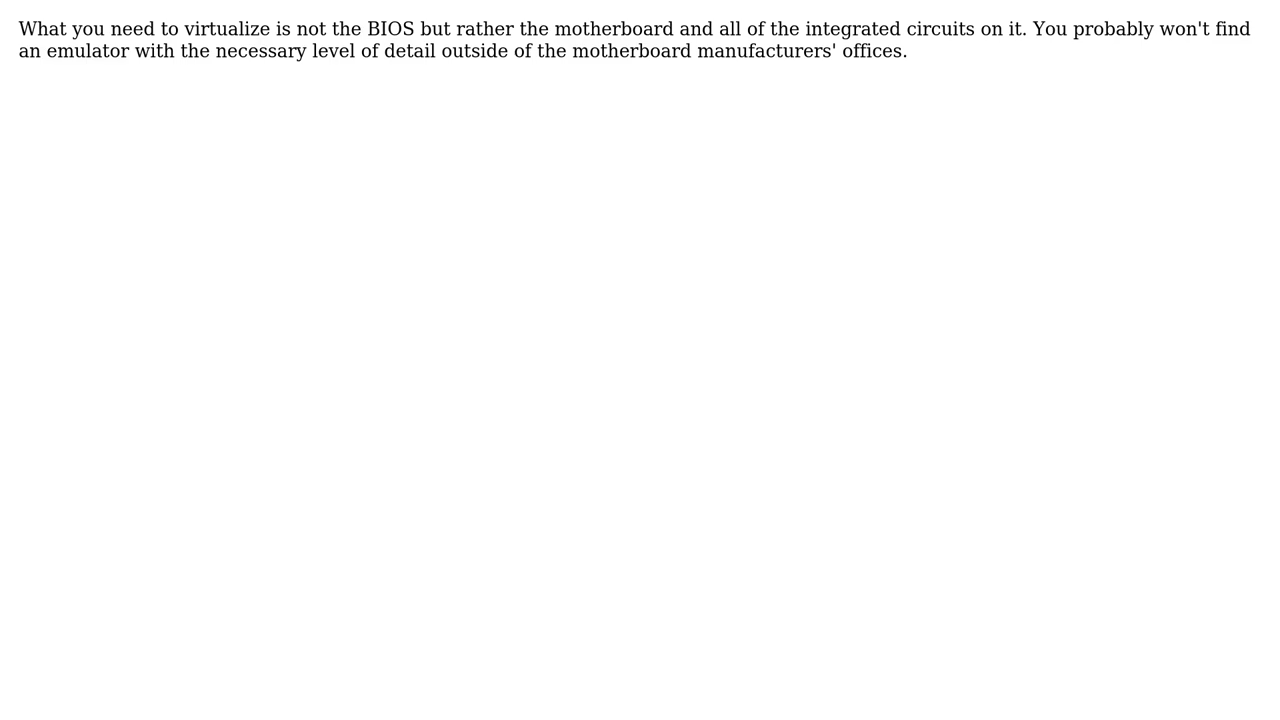 What you need to virtualize is not the BIOS but rather the motherboard and all of the integrated circuits on it. You probably won't find
an emulator with the necessary level of detail outside of the motherboard manufacturers' offices.